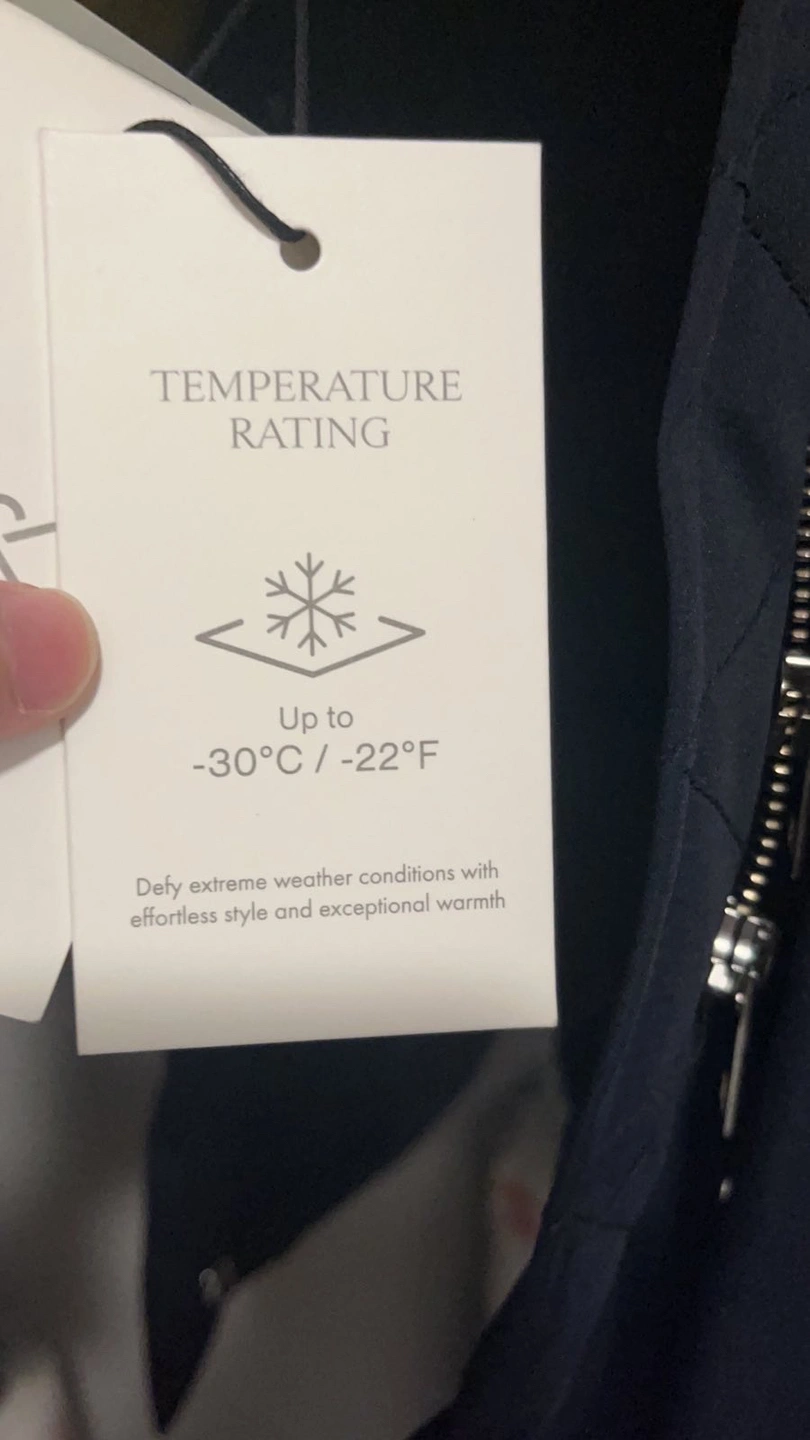 TEMPERATURE
RATING
Up to
-30°C / -22°F
Defy extreme weather conditions with
effortless style and exceptional warmth